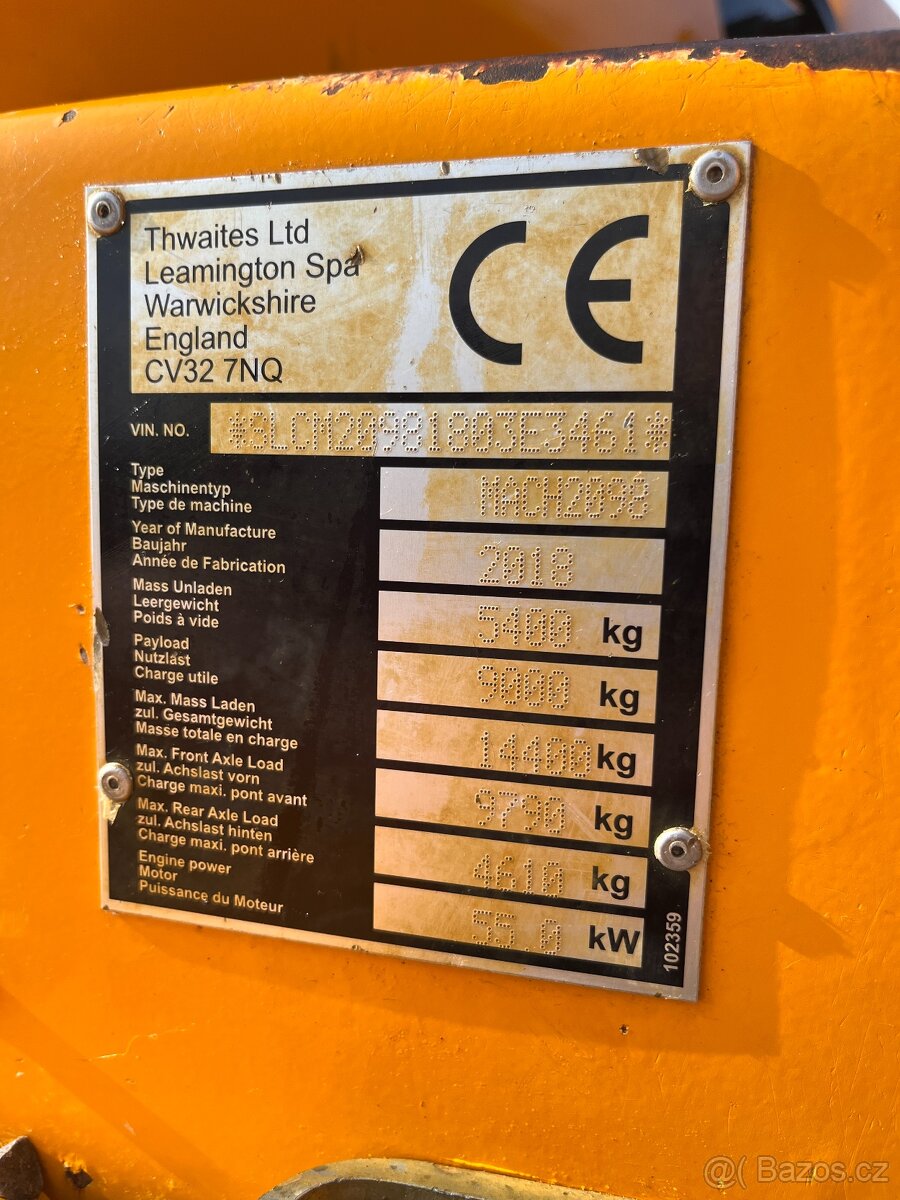 Thwaites Ltd
Leamington Spa
Warwickshire
England
CV32 7NQ
CE
VIN. NO. *SLCM20981803E3461*
Type
Maschinentyp
Type de machine
MACH2098
Year of Manufacture
Baujahr
Année de Fabrication
2018
Mass Unladen
Leergewicht
Poids à vide
5400 kg
Payload
Nutzlast
Charge utile
9000 kg
Max. Mass Laden
zul. Gesamtgewicht
Masse totale en charge
14400 kg
Max. Front Axle Load
zul. Achslast vorn
Charge maxi. pont avant
9790 kg
Max. Rear Axle Load
zul. Achslast hinten
Charge maxi. pont arrière
4610 kg
Engine power
Motor
Puissance du Moteur
55.0 kW
102359
@( Bazos.cz